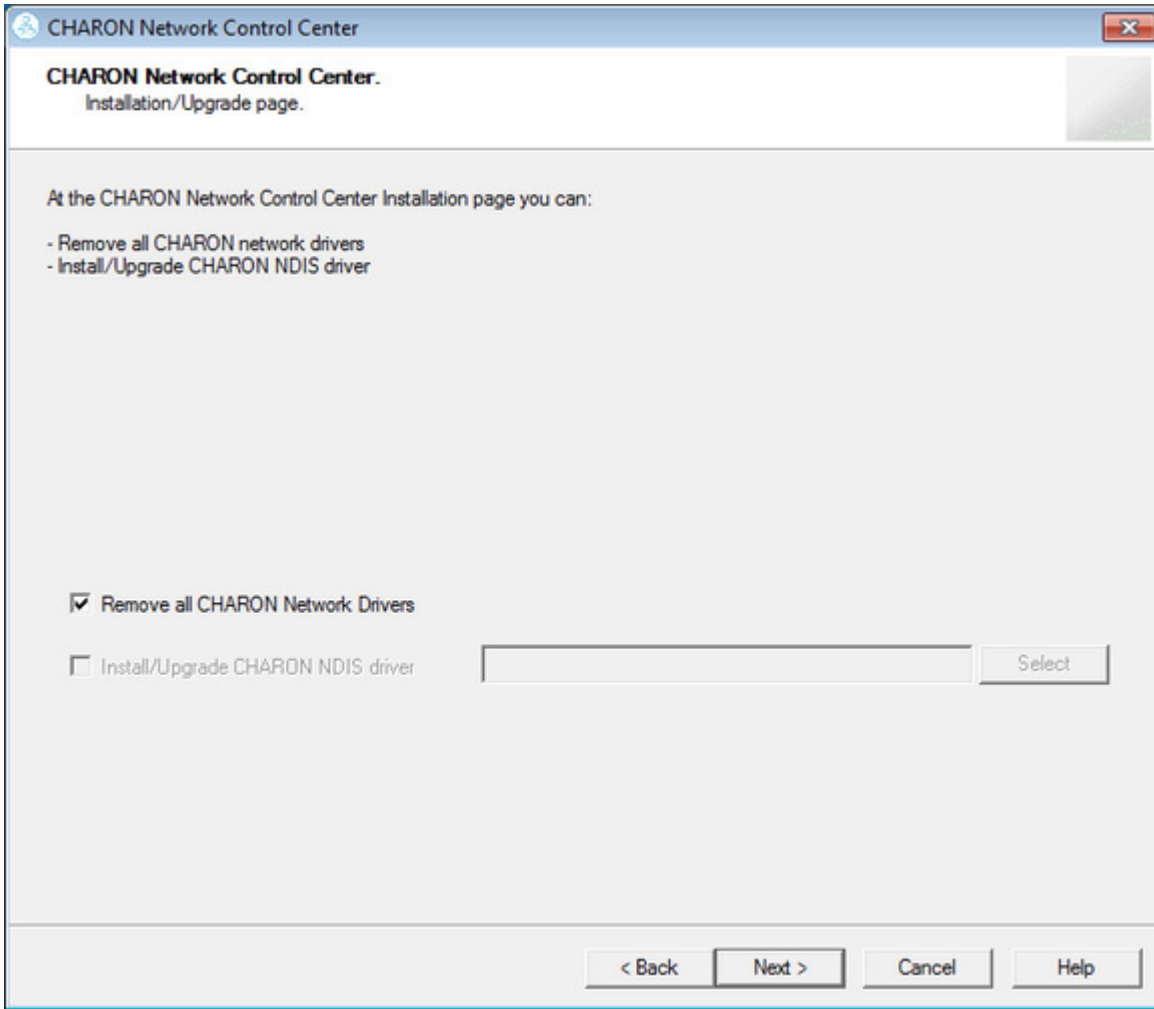 CHARON Network Control Center
CHARON Network Control Center.
Installation/Upgrade page.
At the CHARON Network Control Center Installation page you can:
- Remove all CHARON network drivers
- Install/Upgrade CHARON NDIS driver
Remove all CHARON Network Drivers
Install/Upgrade CHARON NDIS driver
Select
< Back
Next >
Cancel
Help